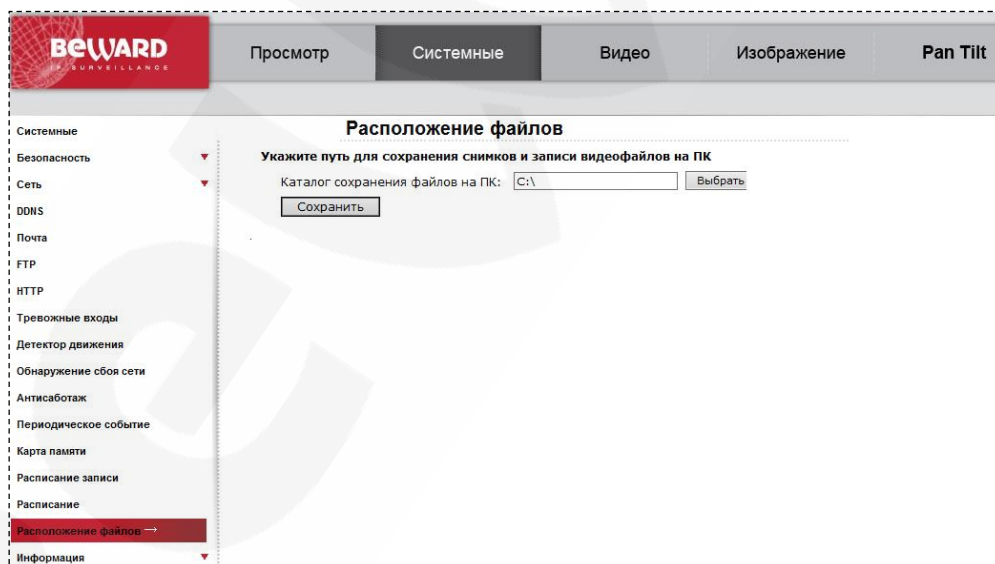 BEWARD
IP SURVEILLANCE
Просмотр
Системные
Видео
Изображение
Pan Tilt
Системные
Безопасность
Сеть
DDNS
Почта
FTP
HTTP
Тревожные входы
Детектор движения
Обнаружение сбоя сети
Антисаботаж
Периодическое событие
Карта памяти
Расписание записи
Расписание
Расположение файлов →
Информация
Расположение файлов
Укажите путь для сохранения снимков и записи видеофайлов на ПК
Каталог сохранения файлов на ПК: C:\ Выбрать
Сохранить